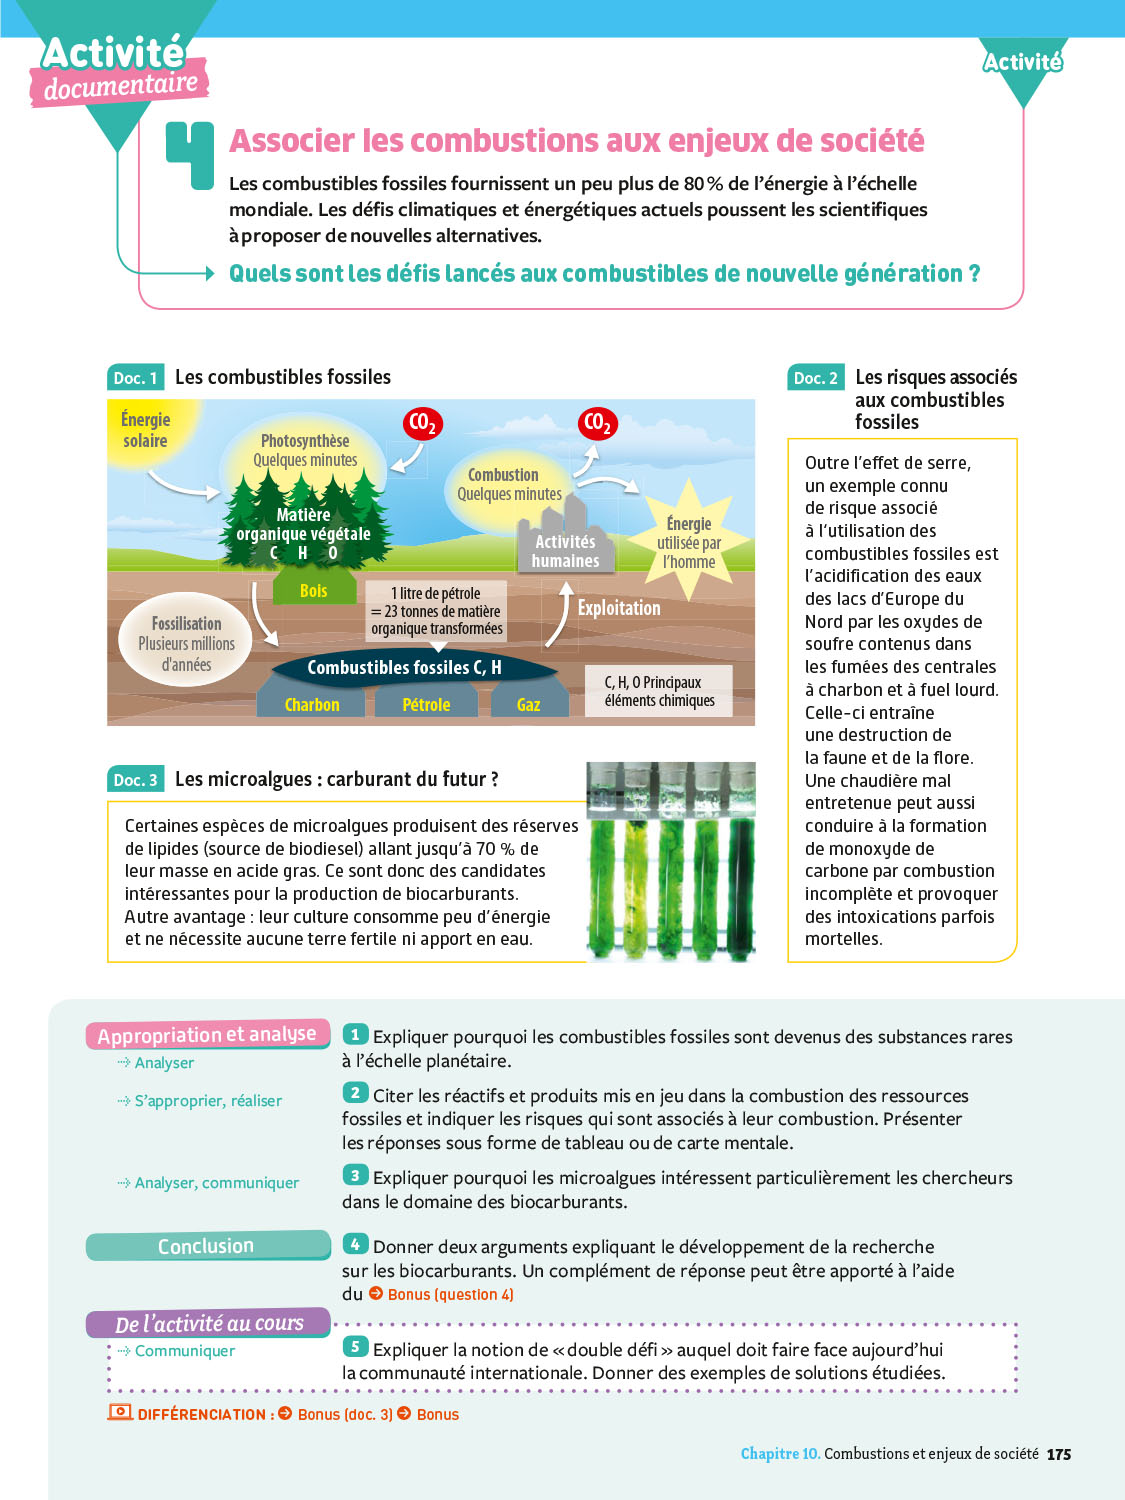 Activité
documentaire
Activité
4
Associer les combustions aux enjeux de société
Les combustibles fossiles fournissent un peu plus de 80 % de l'énergie à l'échelle
mondiale. Les défis climatiques et énergétiques actuels poussent les scientifiques
à proposer de nouvelles alternatives.
Quels sont les défis lancés aux combustibles de nouvelle génération ?
Doc. 1 Les combustibles fossiles
Énergie
solaire
Photosynthèse
Quelques minutes
CO2
CO2
Combustion
Quelques minutes
Matière
organique végétale
C H O
Activités
humaines
Énergie
utilisée par
l'homme
Bois
1 litre de pétrole
= 23 tonnes de matière
organique transformées
Exploitation
Fossilisation
Plusieurs millions
d'années
Combustibles fossiles C, H
Charbon
Pétrole
Gaz
C, H, O Principaux
éléments chimiques
Doc. 2 Les risques associés
aux combustibles
fossiles
Outre l'effet de serre,
un exemple connu
de risque associé
à l'utilisation des
combustibles fossiles est
l'acidification des eaux
des lacs d'Europe du
Nord par les oxydes de
soufre contenus dans
les fumées des centrales
à charbon et à fuel lourd.
Celle-ci entraîne
une destruction de
la faune et de la flore.
Une chaudière mal
entretenue peut aussi
conduire à la formation
de monoxyde de
carbone par combustion
incomplète et provoquer
des intoxications parfois
mortelles.
Doc. 3 Les microalgues : carburant du futur ?
Certaines espèces de microalgues produisent des réserves
de lipides (source de biodiesel) allant jusqu'à 70 % de
leur masse en acide gras. Ce sont donc des candidates
intéressantes pour la production de biocarburants.
Autre avantage : leur culture consomme peu d'énergie
et ne nécessite aucune terre fertile ni apport en eau.
Appropriation et analyse
Analyser
1 Expliquer pourquoi les combustibles fossiles sont devenus des substances rares
à l'échelle planétaire.
S'approprier, réaliser
2 Citer les réactifs et produits mis en jeu dans la combustion des ressources
fossiles et indiquer les risques qui sont associés à leur combustion. Présenter
les réponses sous forme de tableau ou de carte mentale.
Analyser, communiquer
3 Expliquer pourquoi les microalgues intéressent particulièrement les chercheurs
dans le domaine des biocarburants.
Conclusion
4 Donner deux arguments expliquant le développement de la recherche
sur les biocarburants. Un complément de réponse peut être apporté à l'aide
du Bonus (question 4)
De l'activité au cours
Communiquer
5 Expliquer la notion de « double défi » auquel doit faire face aujourd'hui
la communauté internationale. Donner des exemples de solutions étudiées.
DIFFÉRENCIATION : Bonus (doc. 3) Bonus
Chapitre 10. Combustions et enjeux de société 175